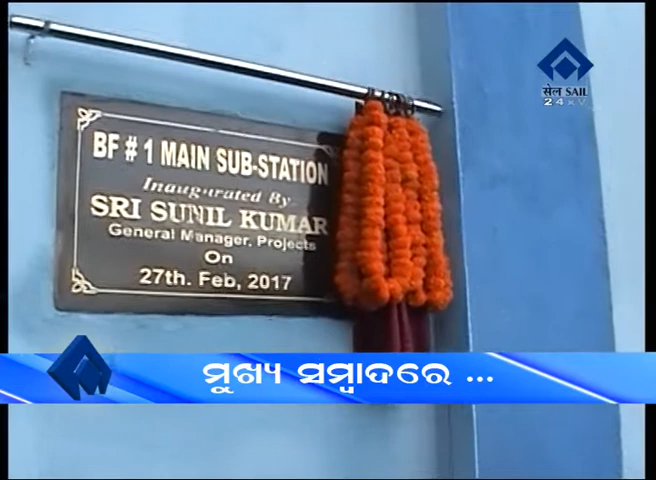 सेल SAIL
24xV
BF # 1 MAIN SUB-STATION
Inaugurated By
SRI SUNIL KUMAR
General Manager, Projects
On
27th. Feb, 2017
ମୁଖ୍ୟ ସମ୍ବାଦରେ ...